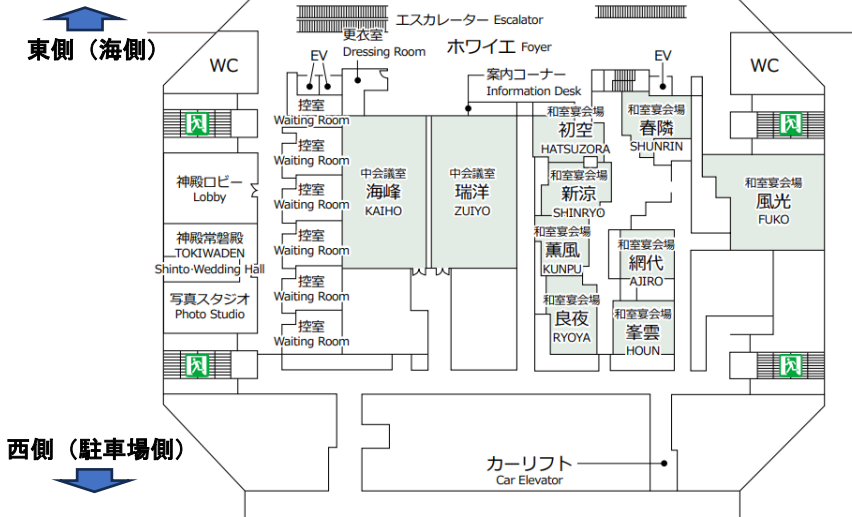 東側（海側）
エスカレーター Escalator
更衣室
Dressing Room
ホワイエ Foyer
WC
EV
案内コーナー
Information Desk
EV
WC
控室
Waiting Room
控室
Waiting Room
控室
Waiting Room
控室
Waiting Room
控室
Waiting Room
控室
Waiting Room
神殿ロビー
Lobby
神殿常磐殿
TOKIWADEN
Shinto-Wedding Hall
写真スタジオ
Photo Studio
中会議室
海峰
KAIHO
中会議室
瑞洋
ZUIYO
和室宴会場
初空
HATSUZORA
和室宴会場
春隣
SHUNRIN
和室宴会場
新涼
SHINRYO
和室宴会場
風光
FUKO
和室宴会場
薫風
KUNPU
和室宴会場
網代
AJIRO
和室宴会場
良夜
RYOYA
和室宴会場
峯雲
HOUN
西側（駐車場側）
カーリフト
Car Elevator